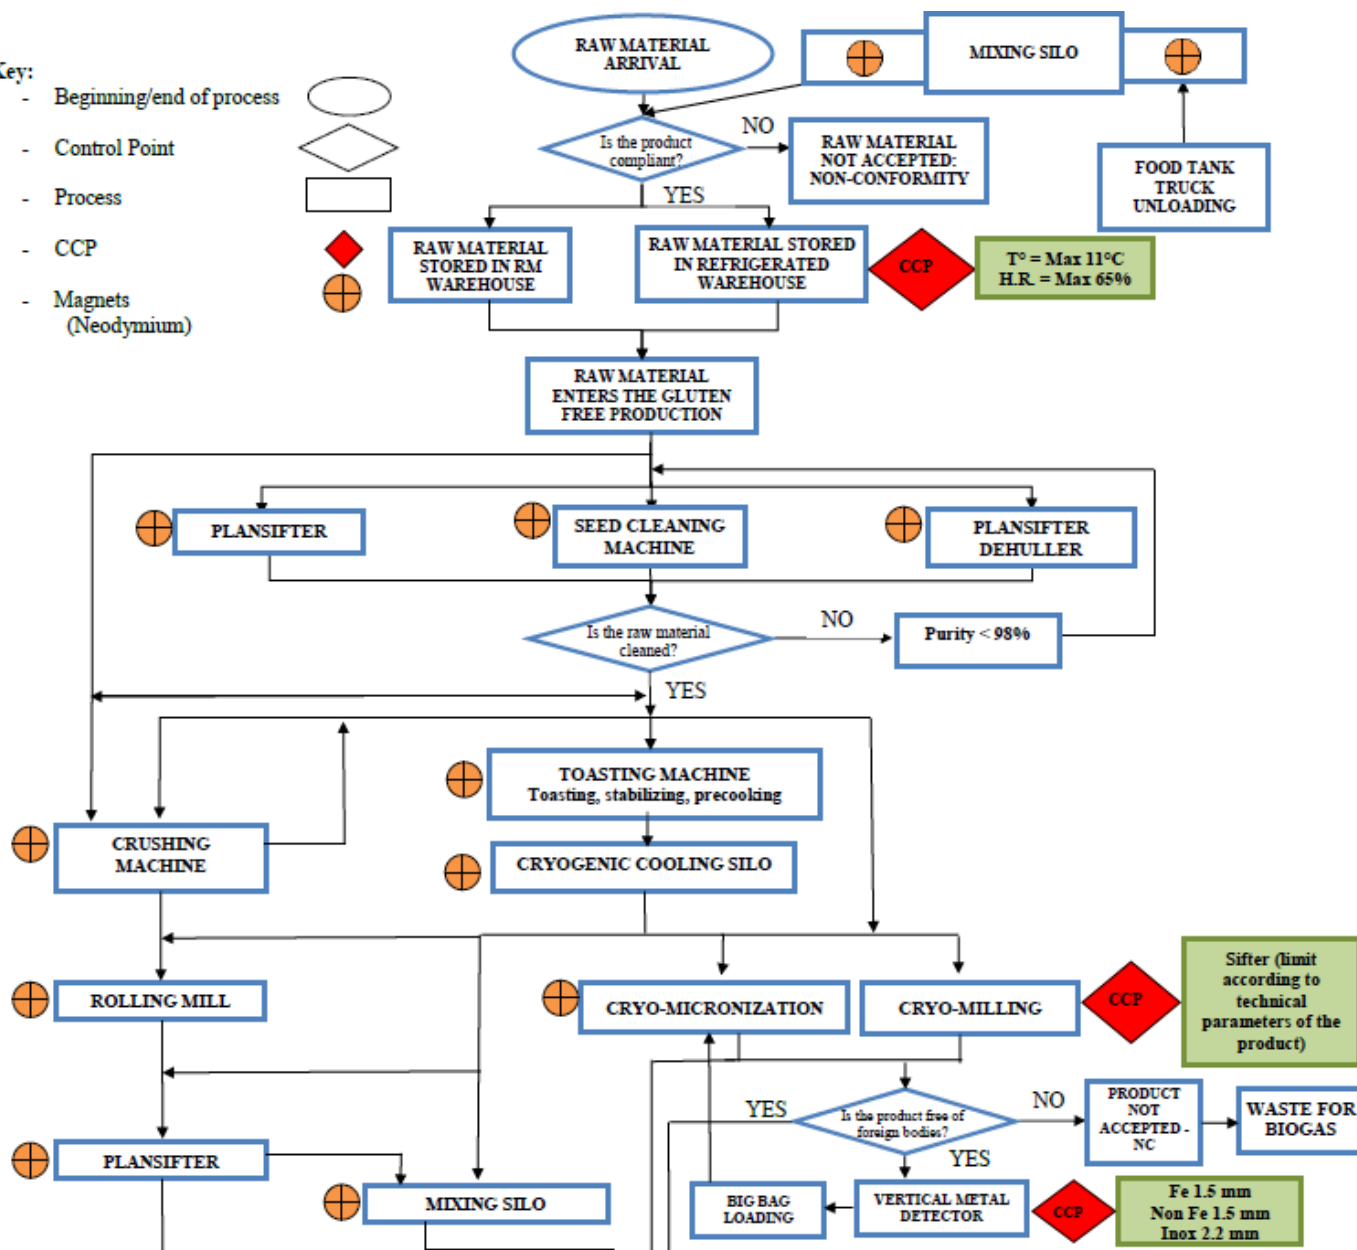 Key:
- Beginning/end of process
- Control Point
- Process
- CCP
- Magnets
(Neodymium)
RAW MATERIAL
ARRIVAL
MIXING SILO
Is the product
compliant?
NO
RAW MATERIAL
NOT ACCEPTED:
NON-CONFORMITY
FOOD TANK
TRUCK
UNLOADING
YES
RAW MATERIAL
STORED IN RM
WAREHOUSE
RAW MATERIAL STORED
IN REFRIGERATED
WAREHOUSE
CCP
T° = Max 11°C
H.R. = Max 65%
RAW MATERIAL
ENTERS THE GLUTEN
FREE PRODUCTION
PLANSIFTER
SEED CLEANING
MACHINE
PLANSIFTER
DEHULLER
Is the raw material
cleaned?
NO
Purity < 98%
YES
TOASTING MACHINE
Toasting, stabilizing, precooking
CRUSHING
MACHINE
CRYOGENIC COOLING SILO
ROLLING MILL
CRYO-MICRONIZATION
CRYO-MILLING
CCP
Sifter (limit
according to
technical
parameters of the
product)
YES
Is the product free of
foreign bodies?
NO
PRODUCT
NOT
ACCEPTED -
NC
WASTE FOR
BIOGAS
YES
PLANSIFTER
MIXING SILO
BIG BAG
LOADING
VERTICAL METAL
DETECTOR
CCP
Fe 1.5 mm
Non Fe 1.5 mm
Inox 2.2 mm